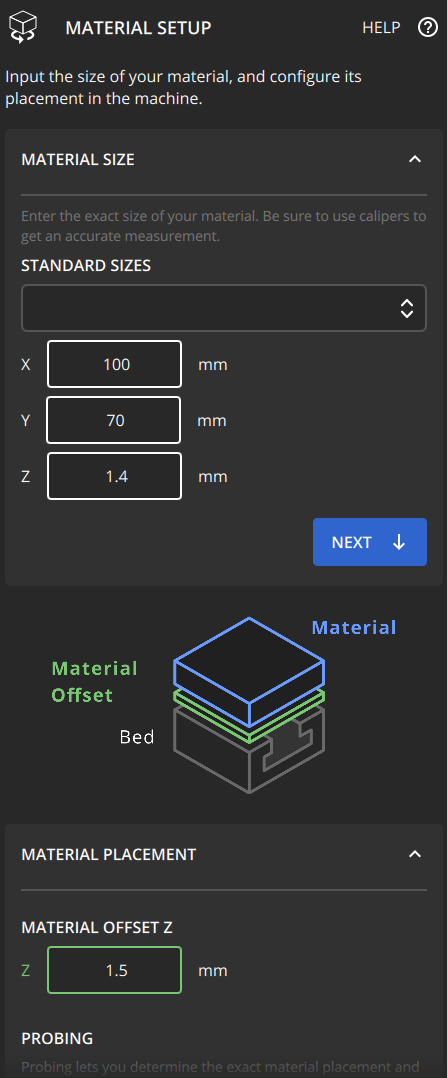 MATERIAL SETUP
HELP
Input the size of your material, and configure its
placement in the machine.
MATERIAL SIZE
Enter the exact size of your material. Be sure to use calipers to
get an accurate measurement.
STANDARD SIZES
X 100 mm
Y 70 mm
Z 1.4 mm
NEXT
Material
Material
Offset
Bed
MATERIAL PLACEMENT
MATERIAL OFFSET Z
Z 1.5 mm
PROBING
Probing lets you determine the exact material placement and